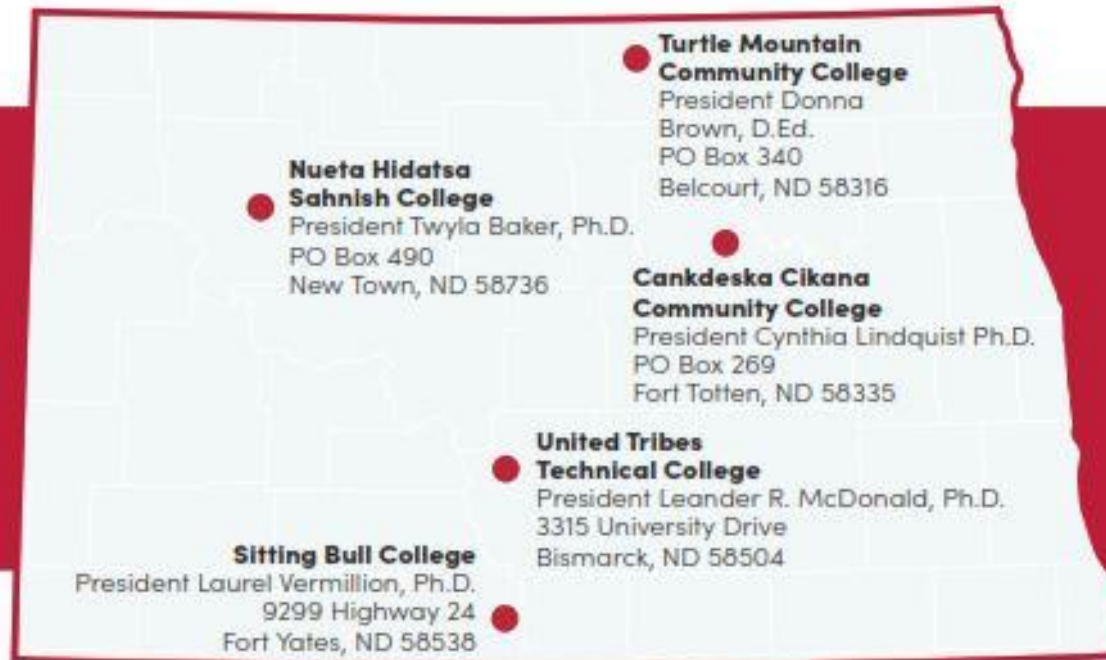 Turtle Mountain
Community College
President Donna
Brown, D.Ed.
PO Box 340
Belcourt, ND 58316
Nueta Hidatsa
Sahnish College
President Twyla Baker, Ph.D.
PO Box 490
New Town, ND 58736
Cankdeska Cikana
Community College
President Cynthia Lindquist Ph.D.
PO Box 269
Fort Totten, ND 58335
United Tribes
Technical College
President Leander R. McDonald, Ph.D.
3315 University Drive
Bismarck, ND 58504
Sitting Bull College
President Laurel Vermillion, Ph.D.
9299 Highway 24
Fort Yates, ND 58538